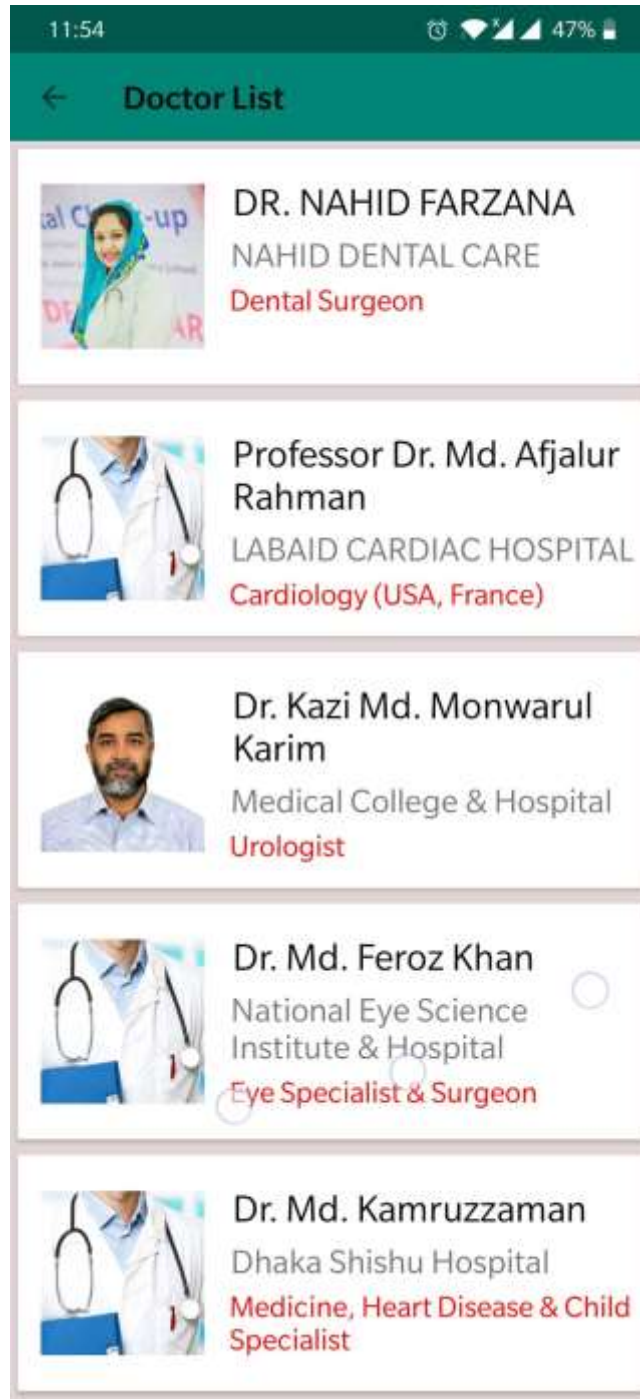 11:54
47%
Doctor List
-up
DR. NAHID FARZANA
NAHID DENTAL CARE
Dental Surgeon
Professor Dr. Md. Afjalur
Rahman
LABAID CARDIAC HOSPITAL
Cardiology (USA, France)
Dr. Kazi Md. Monwarul
Karim
Medical College & Hospital
Urologist
Dr. Md. Feroz Khan
National Eye Science
Institute & Hospital
Eye Specialist & Surgeon
Dr. Md. Kamruzzaman
Dhaka Shishu Hospital
Medicine, Heart Disease & Child
Specialist